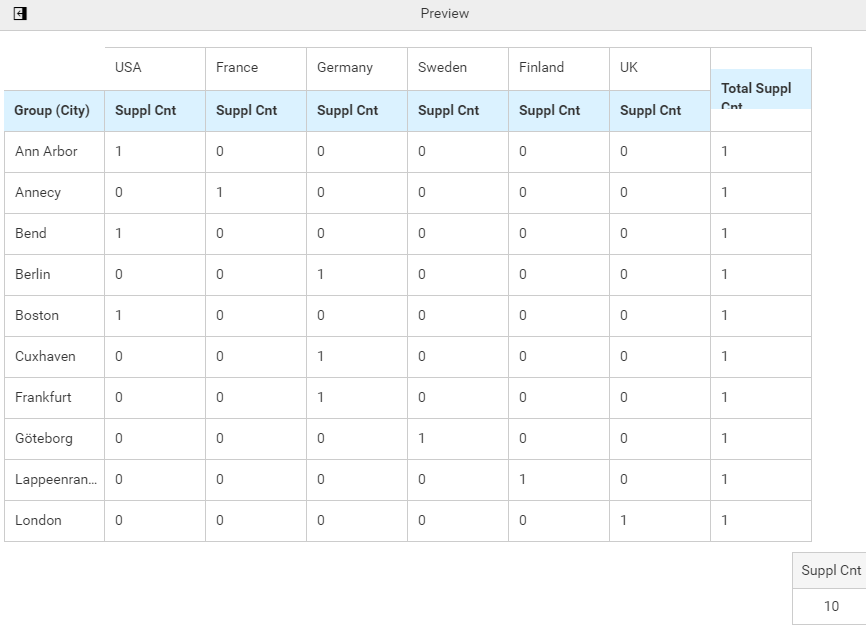 Preview
USA France Germany Sweden Finland UK
Group (City) Suppl Cnt Suppl Cnt Suppl Cnt Suppl Cnt Suppl Cnt Suppl Cnt Total Suppl
Cnt
Ann Arbor 1 0 0 0 0 0 1
Annecy 0 1 0 0 0 0 1
Bend 1 0 0 0 0 0 1
Berlin 0 0 1 0 0 0 1
Boston 1 0 0 0 0 0 1
Cuxhaven 0 0 1 0 0 0 1
Frankfurt 0 0 1 0 0 0 1
Göteborg 0 0 0 1 0 0 1
Lappeenran... 0 0 0 0 1 0 1
London 0 0 0 0 0 1 1
Suppl Cnt
10